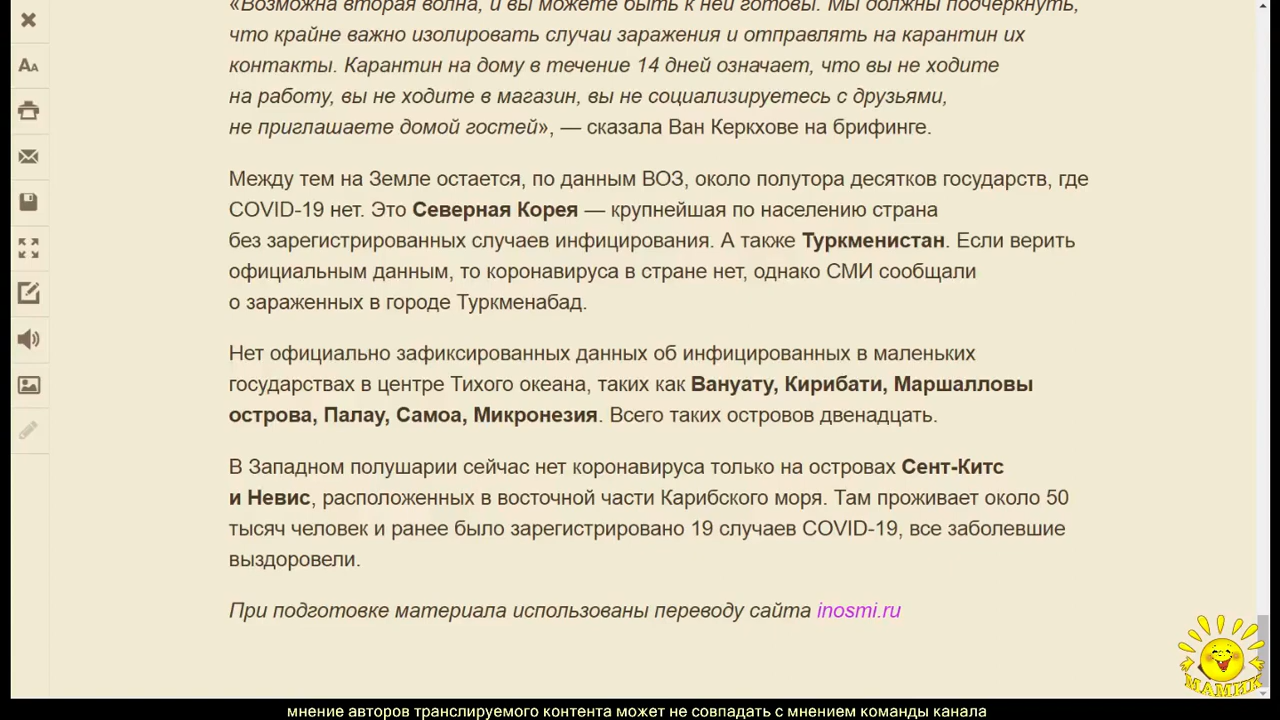 «Возможна вторая волна, и вы можете быть к ней готовы. Мы должны подчеркнуть,
что крайне важно изолировать случаи заражения и отправлять на карантин их
контакты. Карантин на дому в течение 14 дней означает, что вы не ходите
на работу, вы не ходите в магазин, вы не социализируетесь с друзьями,
не приглашаете домой гостей», — сказала Ван Керкхове на брифинге.
Между тем на Земле остается, по данным ВОЗ, около полутора десятков государств, где
COVID-19 нет. Это Северная Корея — крупнейшая по населению страна
без зарегистрированных случаев инфицирования. А также Туркменистан. Если верить
официальным данным, то коронавируса в стране нет, однако СМИ сообщали
о зараженных в городе Туркменабад.
Нет официально зафиксированных данных об инфицированных в маленьких
государствах в центре Тихого океана, таких как Вануату, Кирибати, Маршалловы
острова, Палау, Самоа, Микронезия. Всего таких островов двенадцать.
В Западном полушарии сейчас нет коронавируса только на островах Сент-Китс
и Невис, расположенных в восточной части Карибского моря. Там проживает около 50
тысяч человек и ранее было зарегистрировано 19 случаев COVID-19, все заболевшие
выздоровели.
При подготовке материала использованы переводу сайта inosmi.ru
МАМИК
мнение авторов транслируемого контента может не совпадать с мнением команды канала